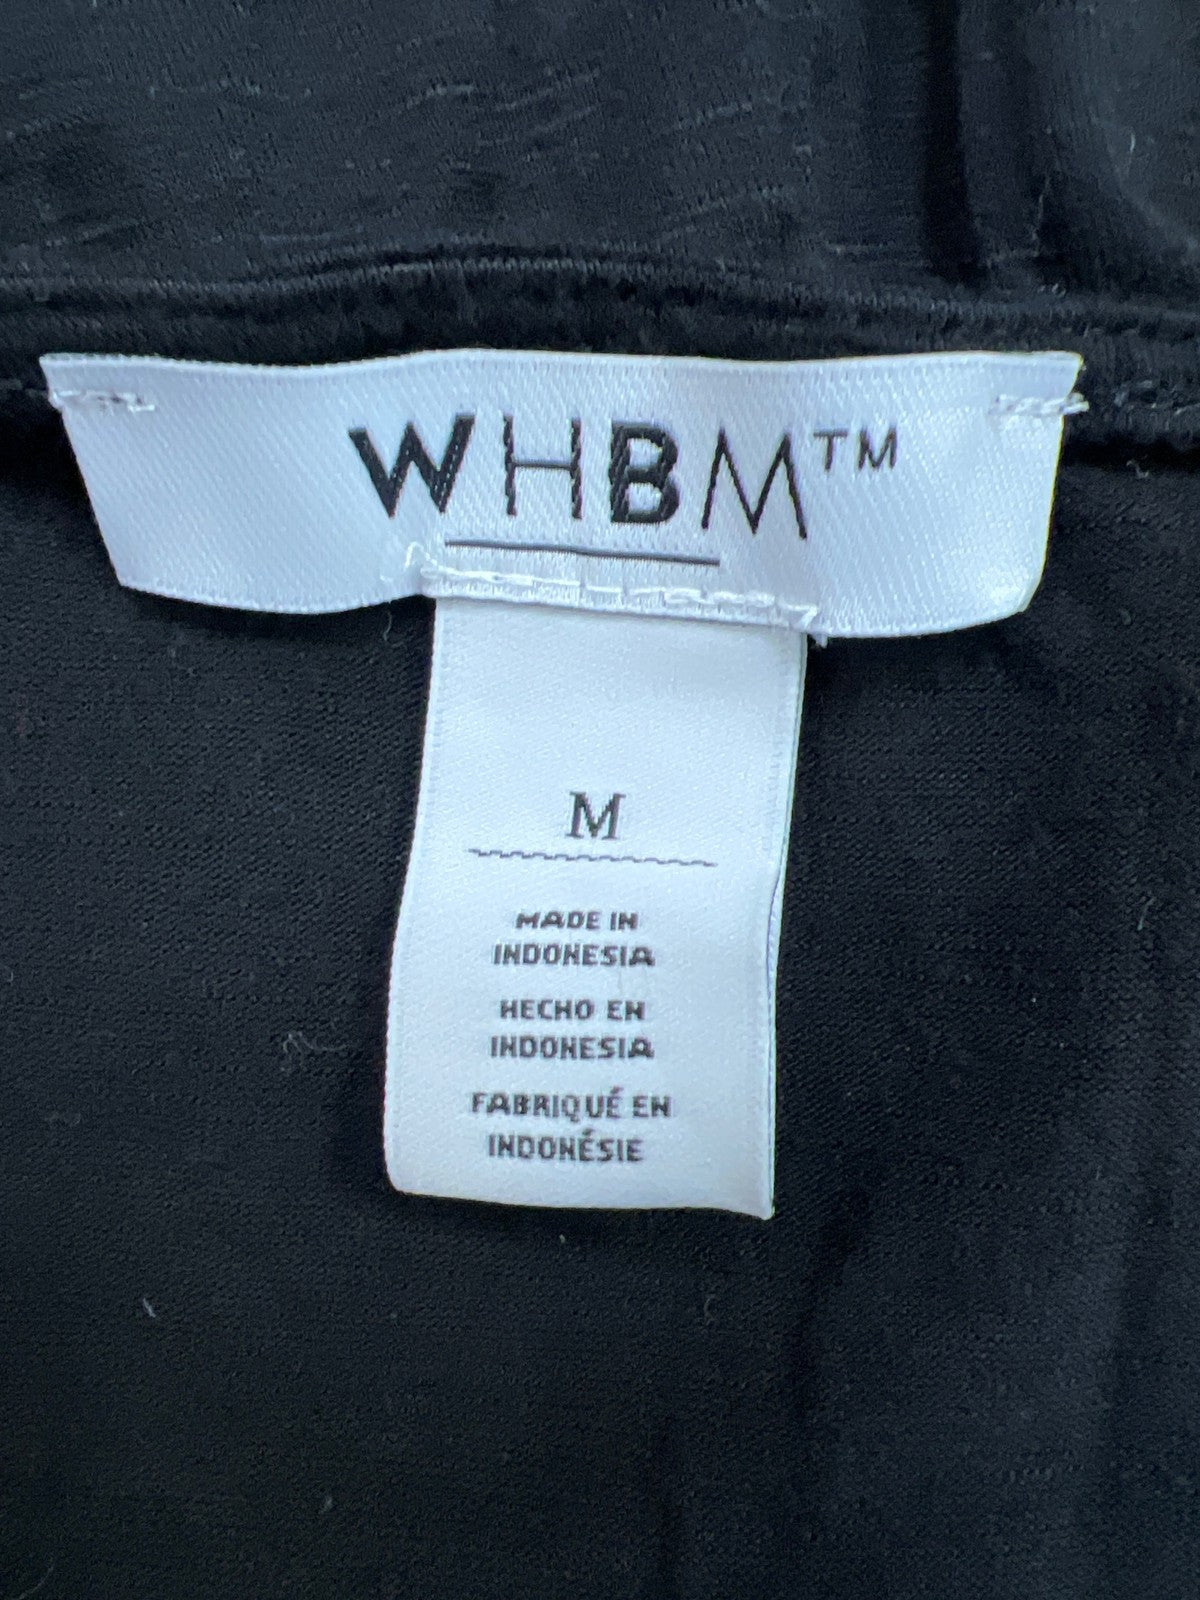 WHBM™
M
MADE IN
INDONESIA
HECHO EN
INDONESIA
FABRIQUÉ EN
INDONÉSIE